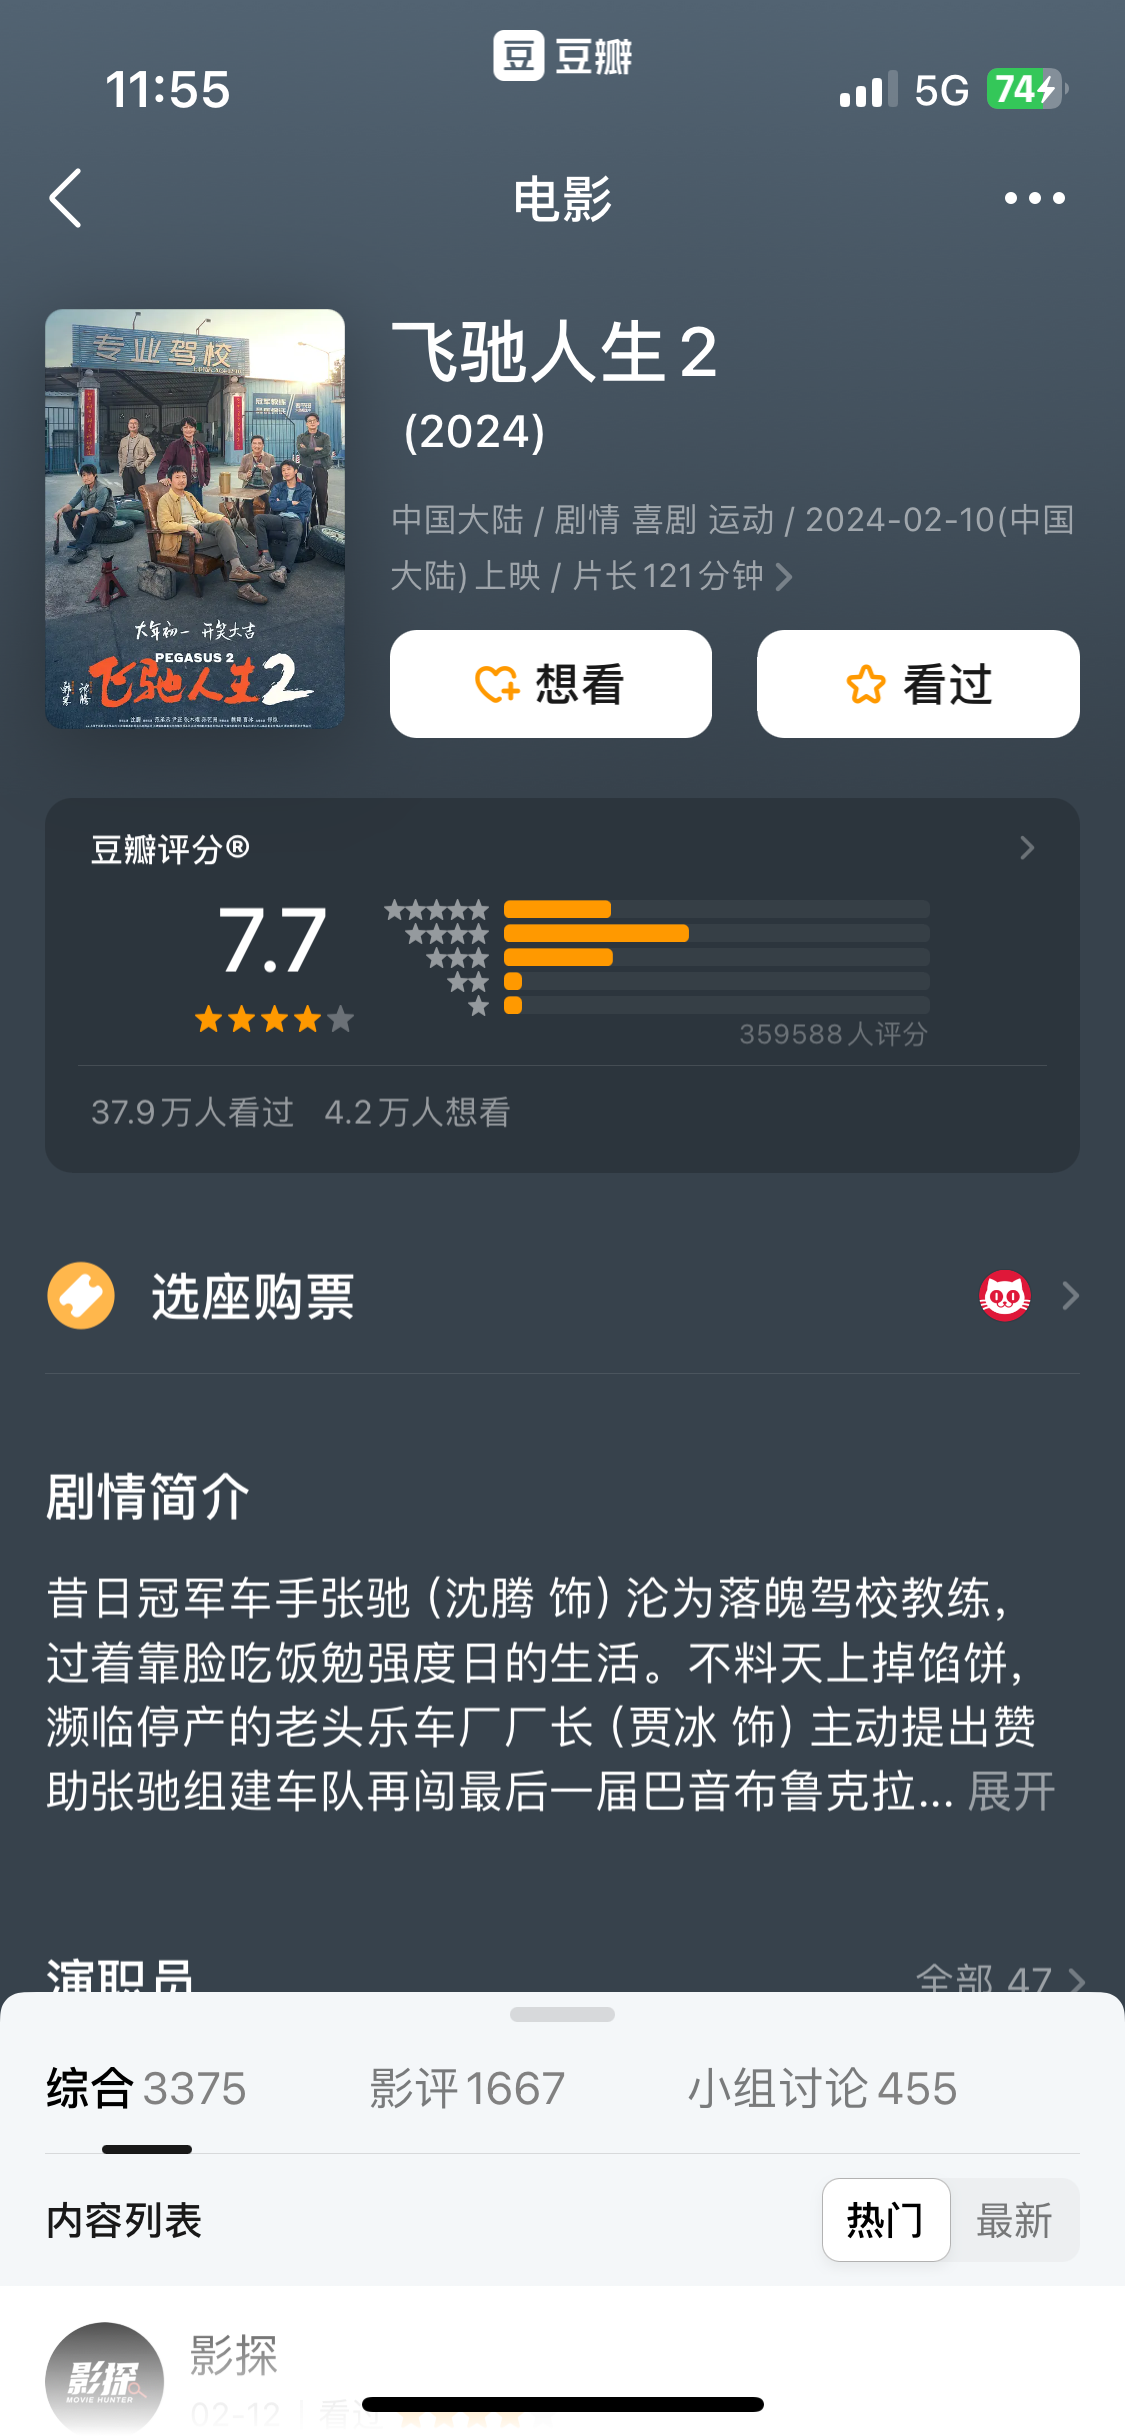 豆 豆瓣
11:55
5G 74
电影
专业驾校
大年初一 开笑大吉
PEGASUS 2
飞驰人生2
飞驰人生2
(2024)
中国大陆 / 剧情 喜剧 运动 / 2024-02-10(中国
大陆)上映 / 片长121分钟
想看
看过
豆瓣评分®
7.7
359588人评分
37.9万人看过 4.2万人想看
选座购票
剧情简介
昔日冠军车手张驰(沈腾 饰)沦为落魄驾校教练,
过着靠脸吃饭勉强度日的生活。不料天上掉馅饼,
濒临停产的老头乐车厂厂长(贾冰 饰)主动提出赞
助张驰组建车队再闯最后一届巴音布鲁克拉... 展开
演职员
全部 47
综合 3375
影评 1667
小组讨论 455
内容列表
热门
最新
影探
MOVIE HUNTER
影探
02-12 看过